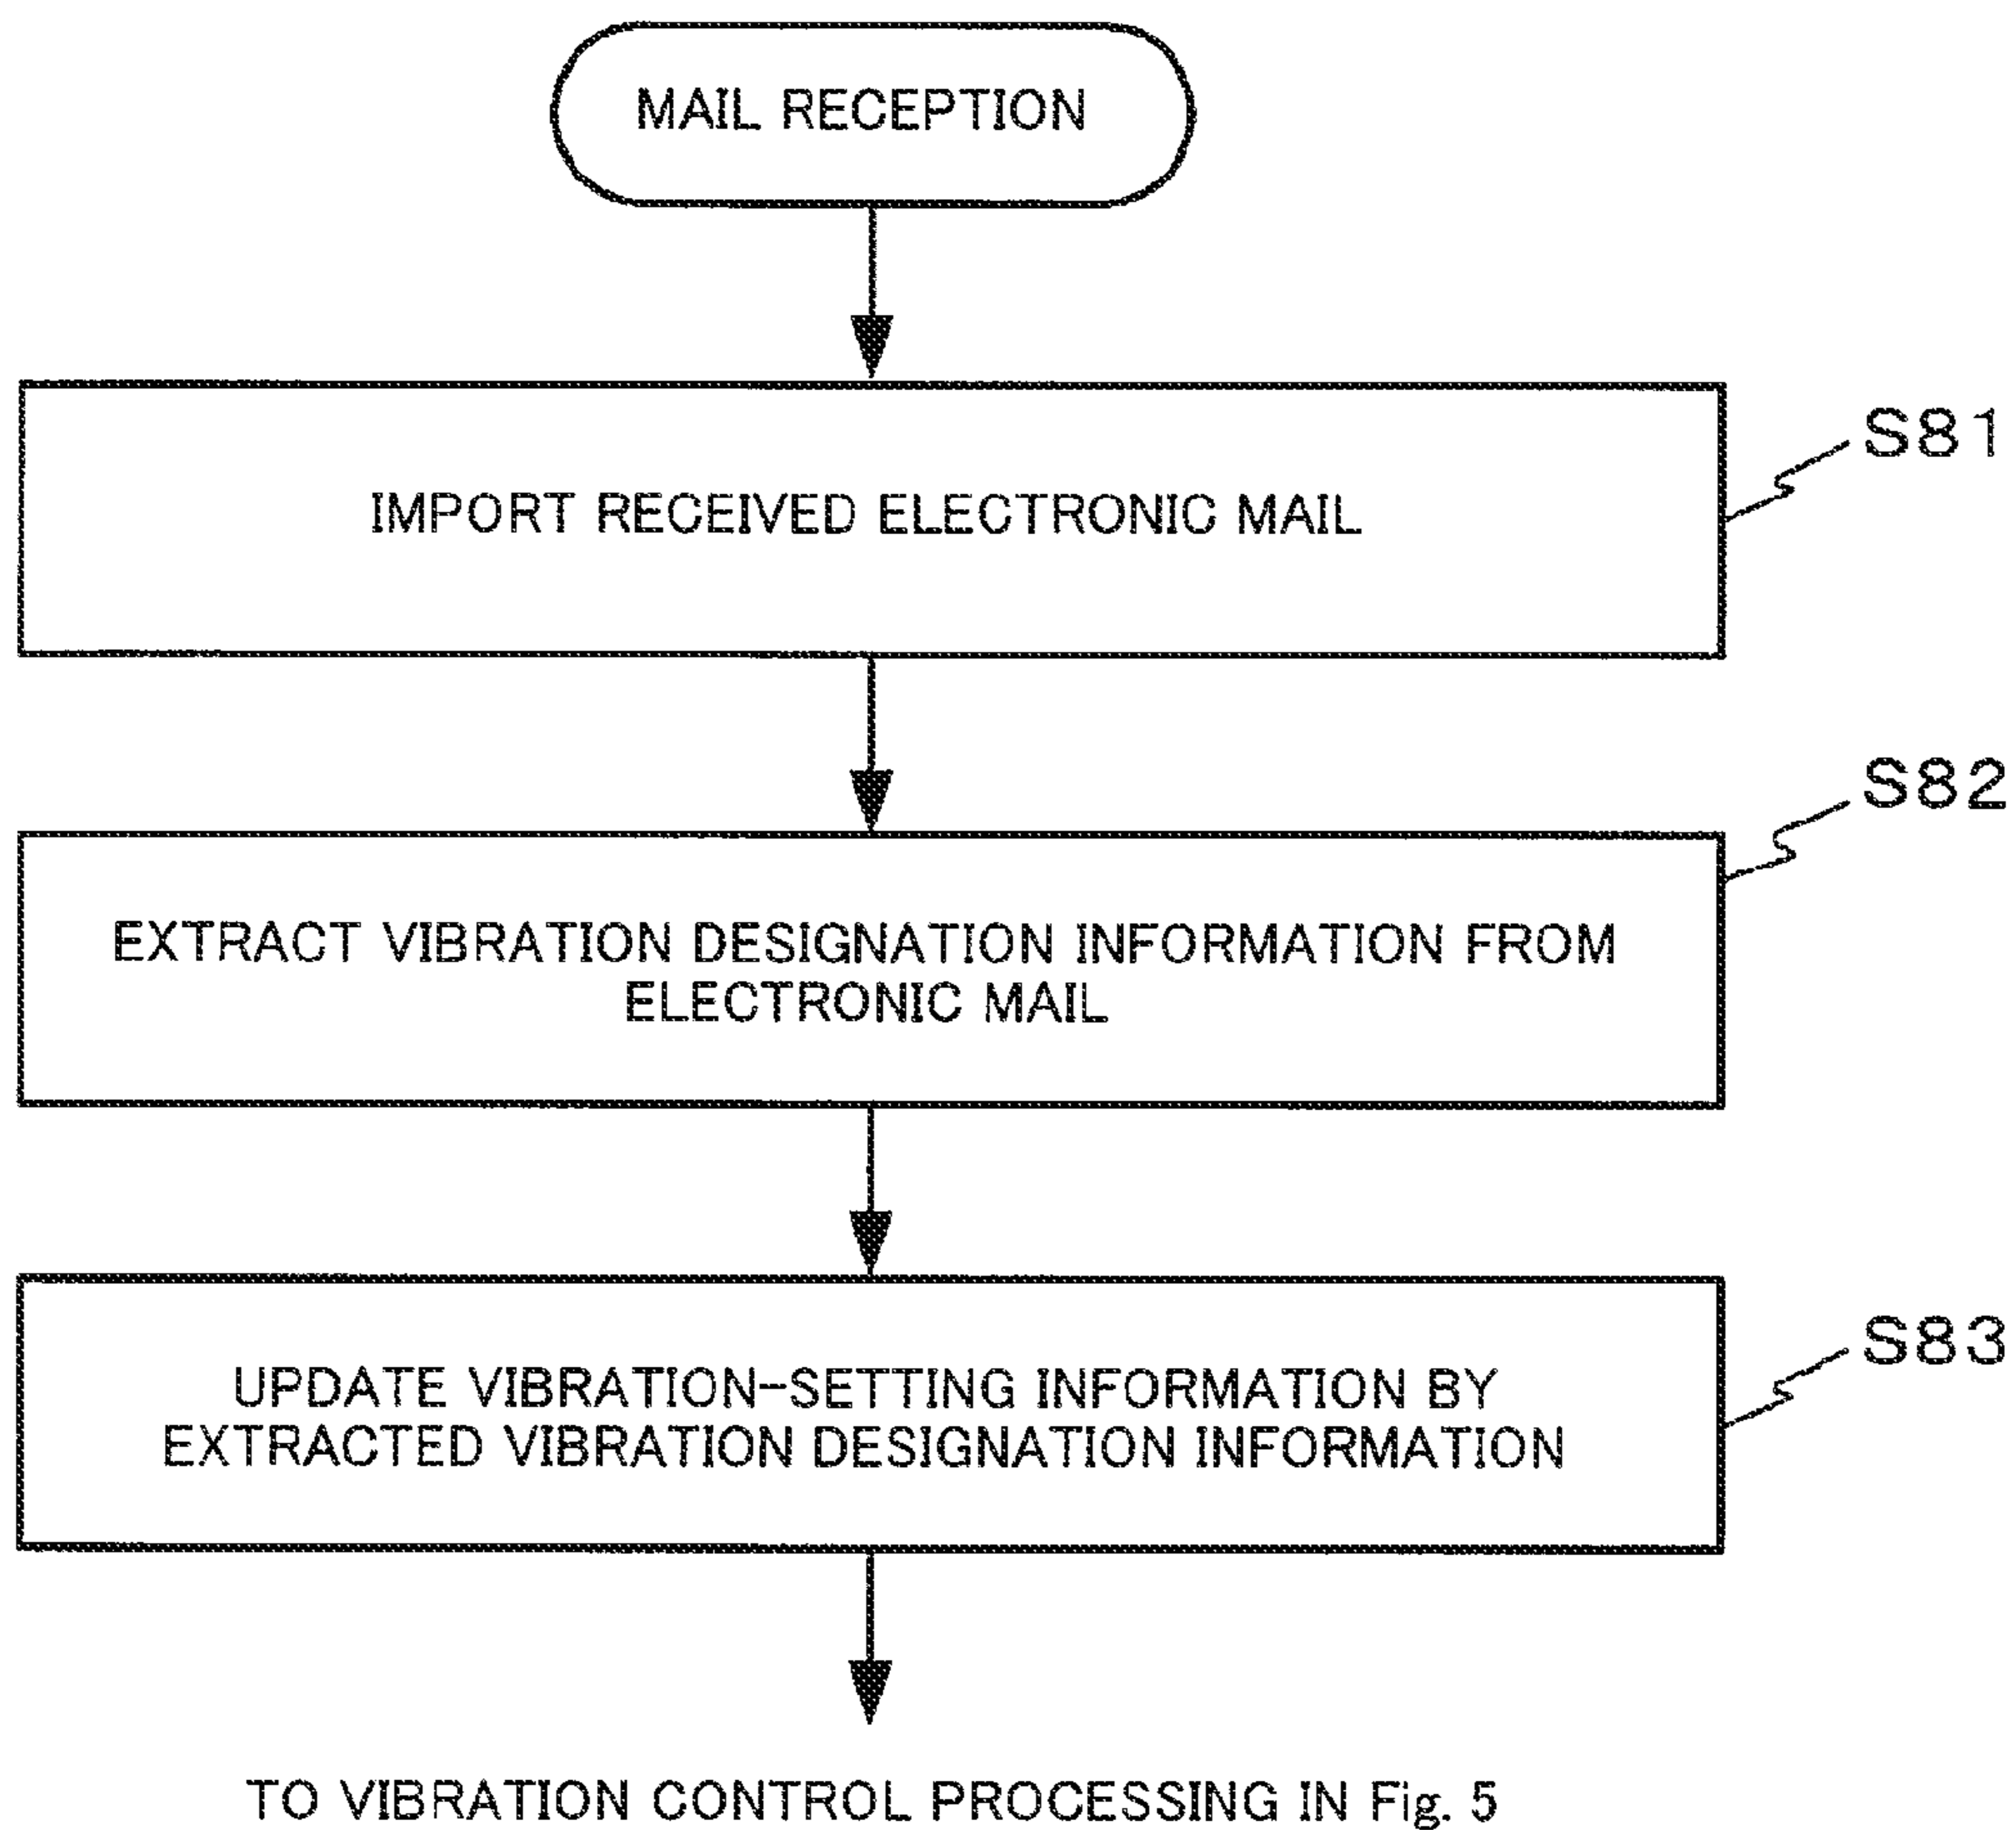 MAIL RECEPTION
IMPORT RECEIVED ELECTRONIC MAIL
S81
S82
EXTRACT VIBRATION DESIGNATION INFORMATION FROM
ELECTRONIC MAIL
S83
UPDATE VIBRATION-SETTING INFORMATION BY
EXTRACTED VIBRATION DESIGNATION INFORMATION
TO VIBRATION CONTROL PROCESSING IN Fig. 5